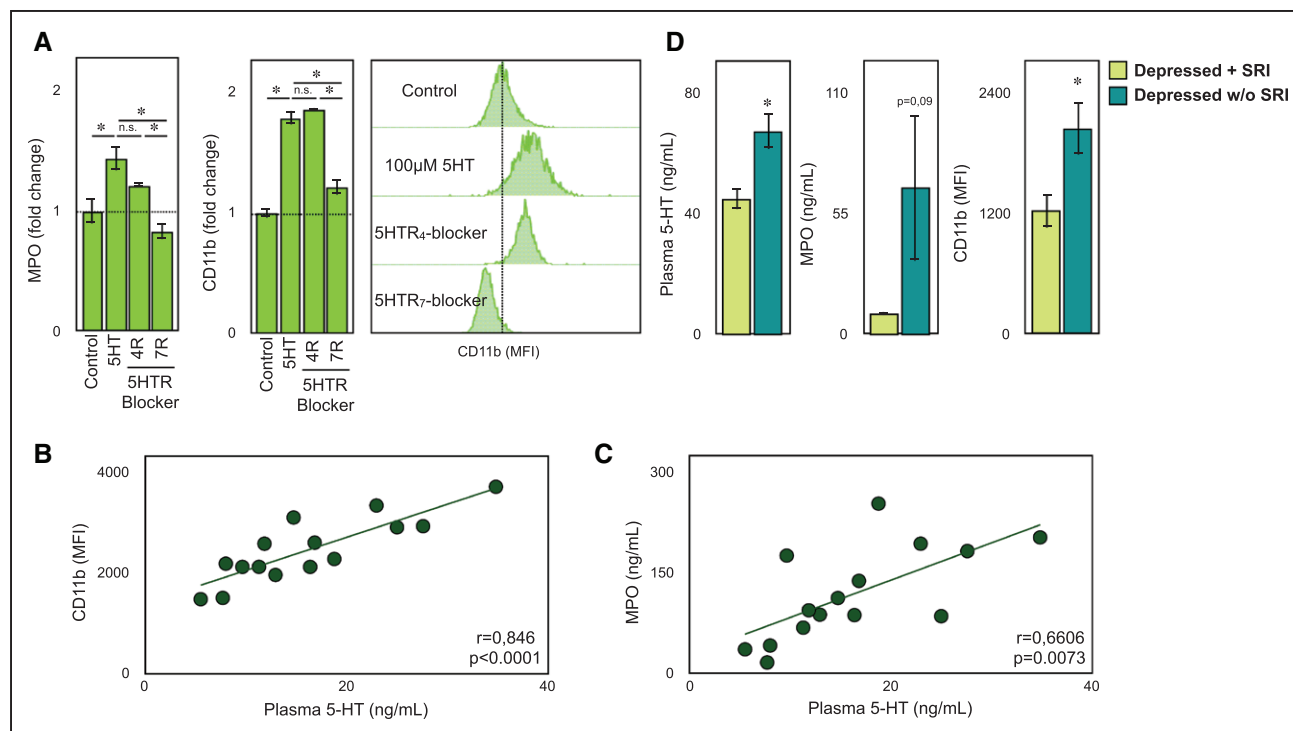 A
MPO (fold change)
2
1
0
*
n.s.
*
*
Control
5HT
4R
7R
5HTR
Blocker
CD11b (fold change)
2
1
0
*
n.s.
*
*
Control
5HT
4R
7R
5HTR
Blocker
Control
100µM 5HT
5HTR4-blocker
5HTR7-blocker
CD11b (MFI)
D
Plasma 5-HT (ng/mL)
80
40
0
*
MPO (ng/mL)
110
55
0
p=0,09
CD11b (MFI)
2400
1200
0
*
Depressed + SRI
Depressed w/o SRI
B
CD11b (MFI)
4000
2000
0
r=0,846
p<0.0001
0
20
40
Plasma 5-HT (ng/mL)
C
MPO (ng/mL)
300
150
0
r=0,6606
p=0.0073
0
20
40
Plasma 5-HT (ng/mL)